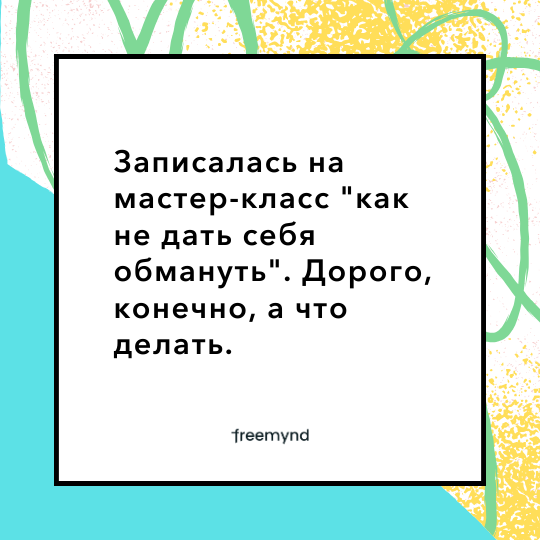 Записалась на
мастер-класс "как
не дать себя
обмануть". Дорого,
конечно, а что
делать.
freemynd